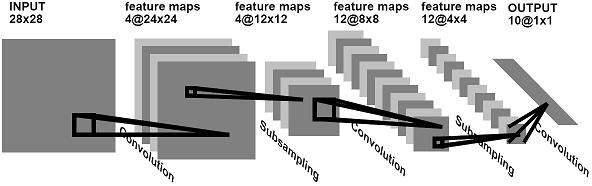 INPUT
28x28
feature maps
4@24x24
feature maps
4@12x12
feature maps
12@8x8
feature maps
12@4x4
OUTPUT
10@1x1
Convolution
Subsampling
Convolution
Subsampling
Convolution